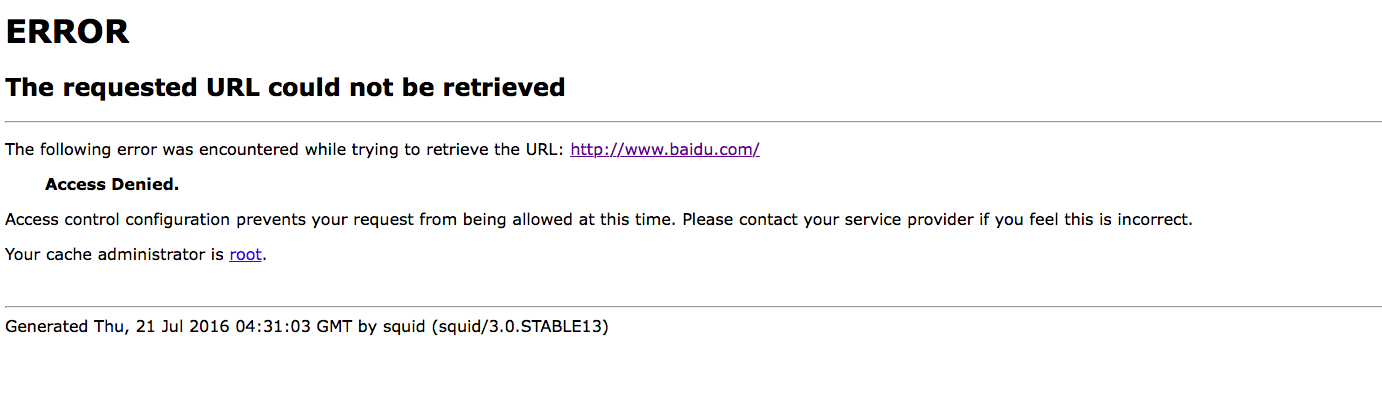 ERROR
The requested URL could not be retrieved
The following error was encountered while trying to retrieve the URL: http://www.baidu.com/
Access Denied.
Access control configuration prevents your request from being allowed at this time. Please contact your service provider if you feel this is incorrect.
Your cache administrator is root.
Generated Thu, 21 Jul 2016 04:31:03 GMT by squid (squid/3.0.STABLE13)